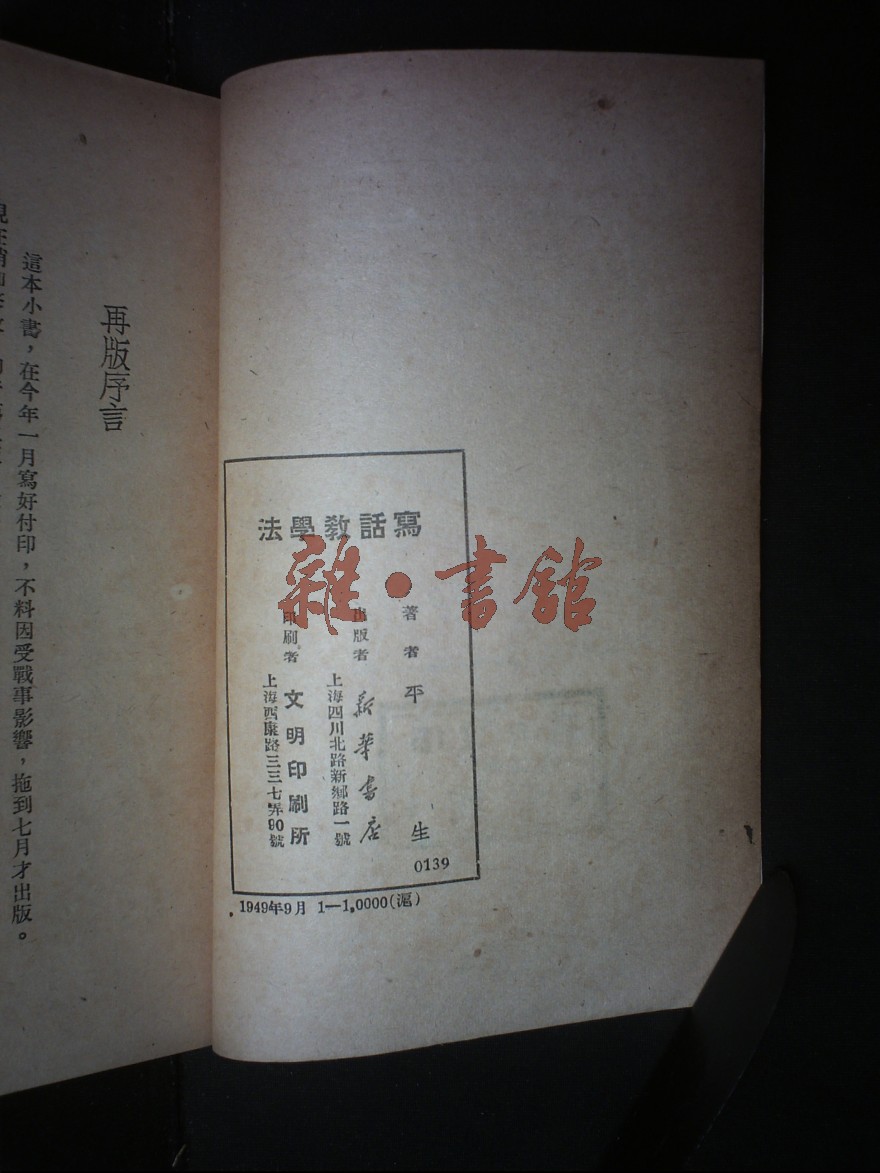 寫話教學法
著者 平生
出版者 新華書店
上海四川北路新鄉路一號
印刷者 文明印刷所
上海西康路三三七弄90號
0139
1949年9月 1—1,0000(滬)
雜·書館
再版序言
這本小書，在今年一月寫好付印，不料因受戰事影響，拖到七月才出版。